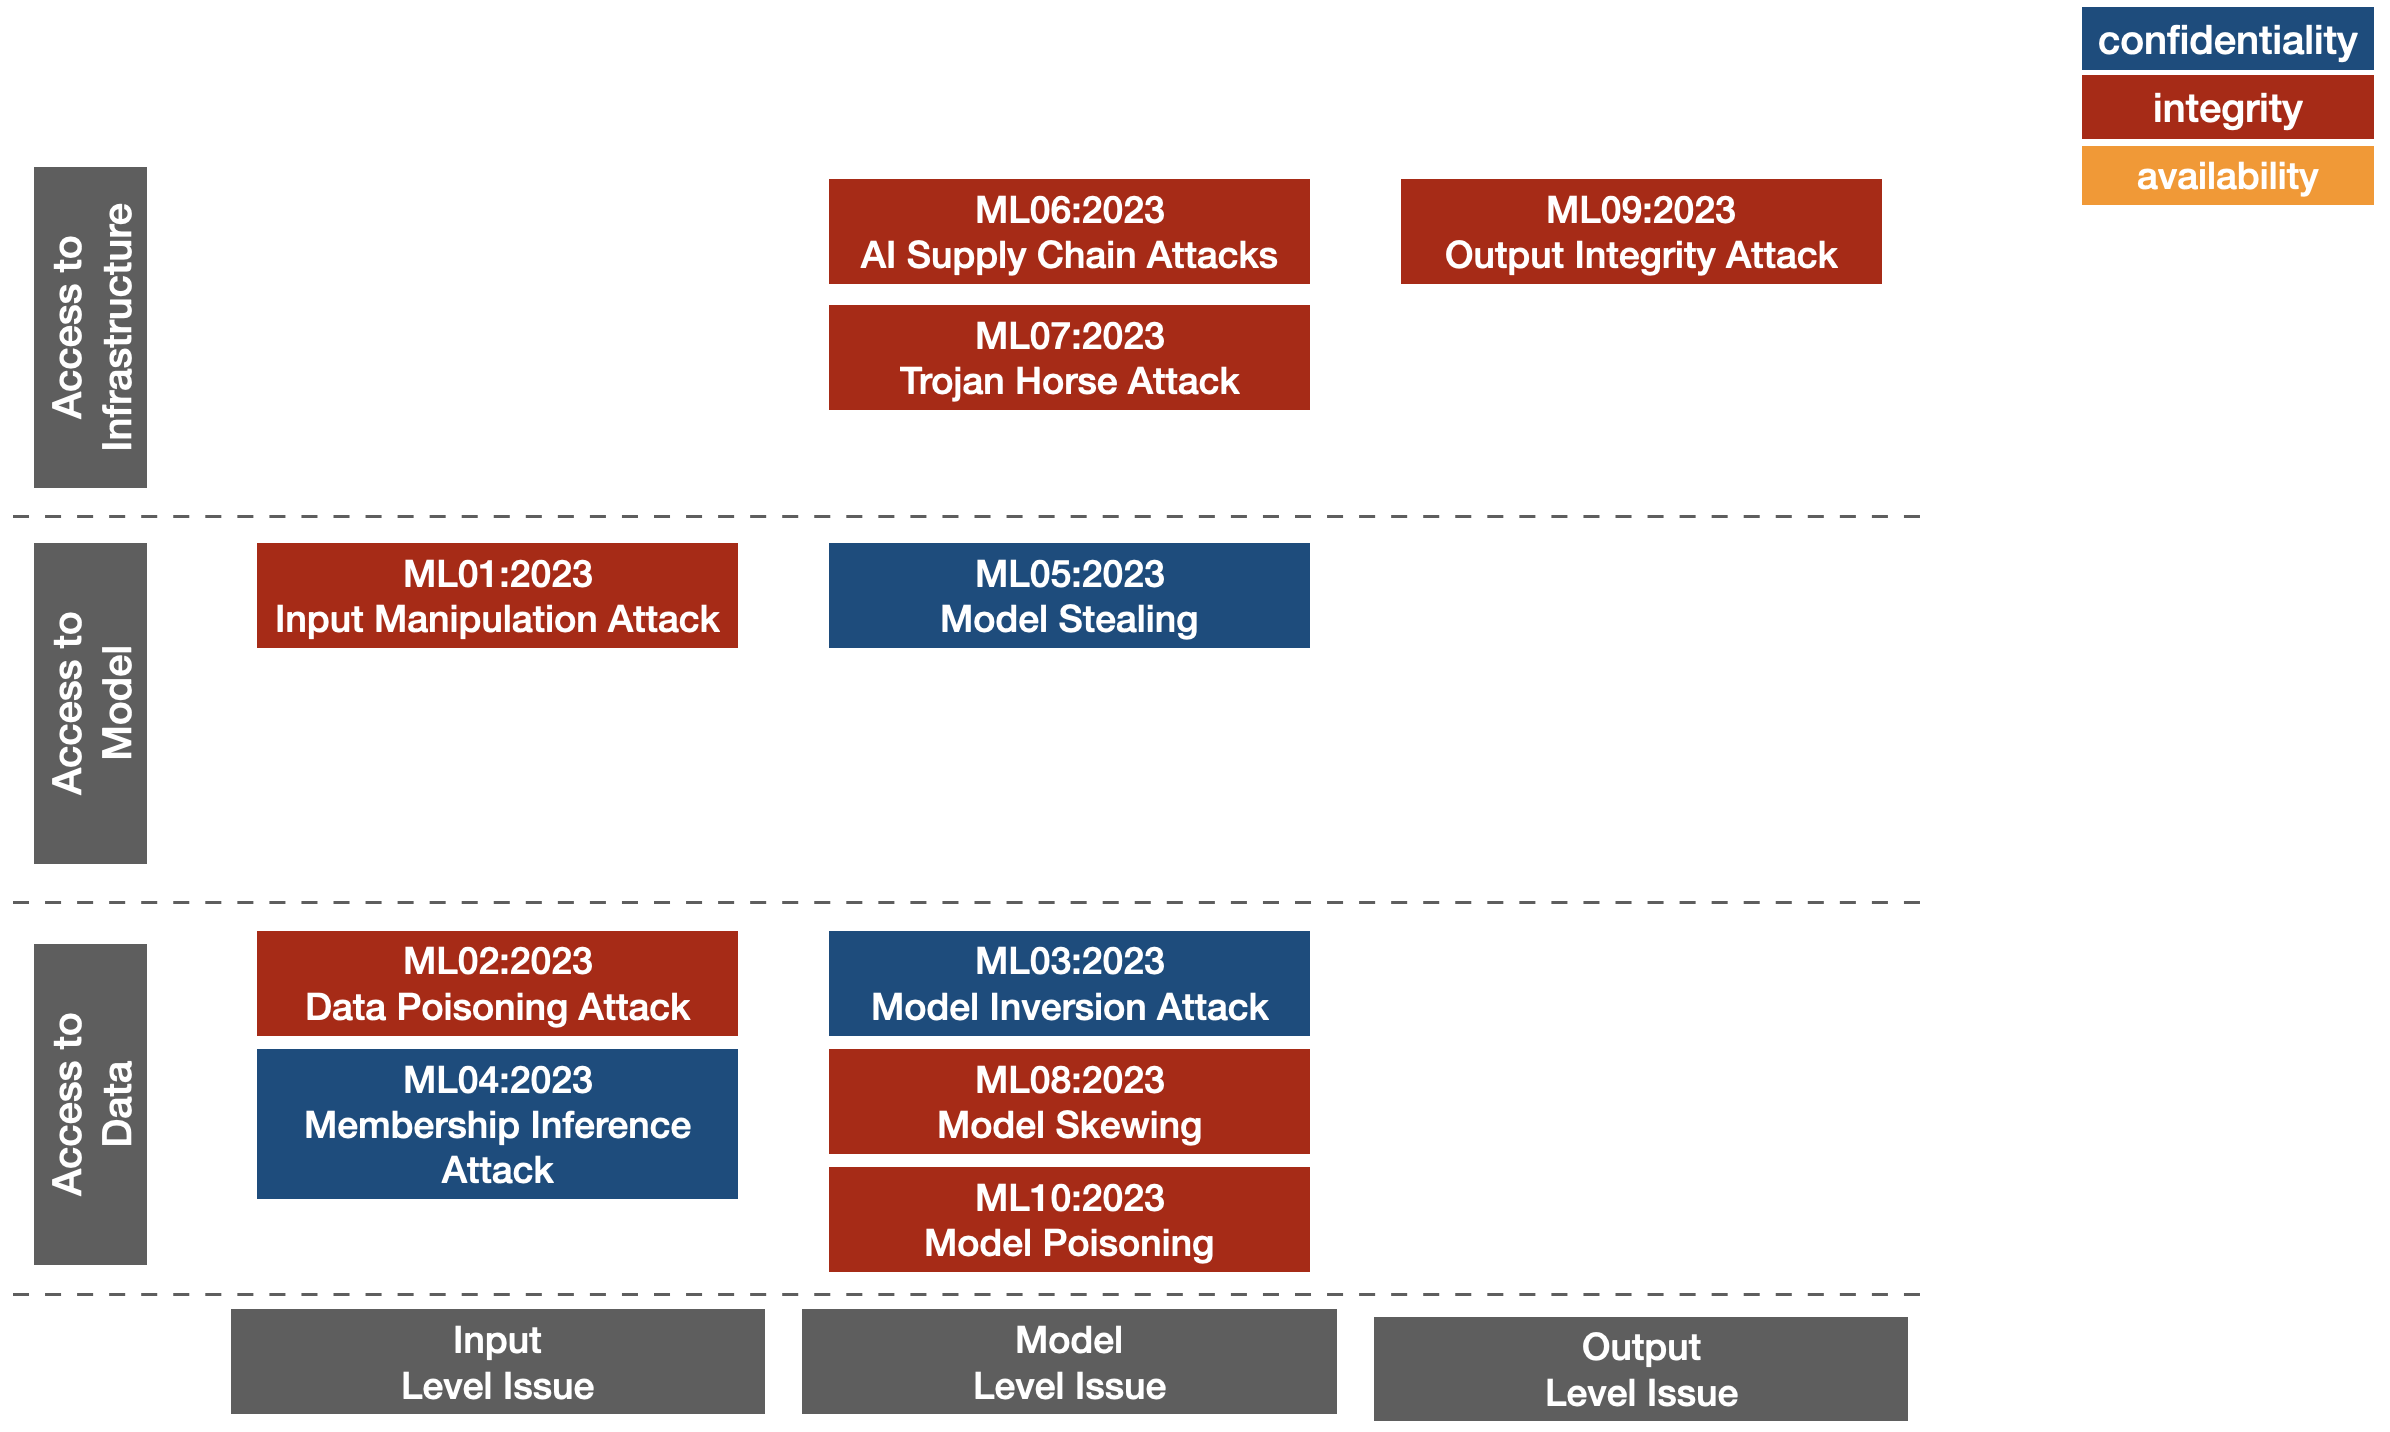 confidentiality
integrity
availability
Access to
Infrastructure
ML06:2023
AI Supply Chain Attacks
ML09:2023
Output Integrity Attack
ML07:2023
Trojan Horse Attack
Access to
Model
ML01:2023
Input Manipulation Attack
ML05:2023
Model Stealing
Access to
Data
ML02:2023
Data Poisoning Attack
ML03:2023
Model Inversion Attack
ML04:2023
Membership Inference
Attack
ML08:2023
Model Skewing
ML10:2023
Model Poisoning
Input
Level Issue
Model
Level Issue
Output
Level Issue